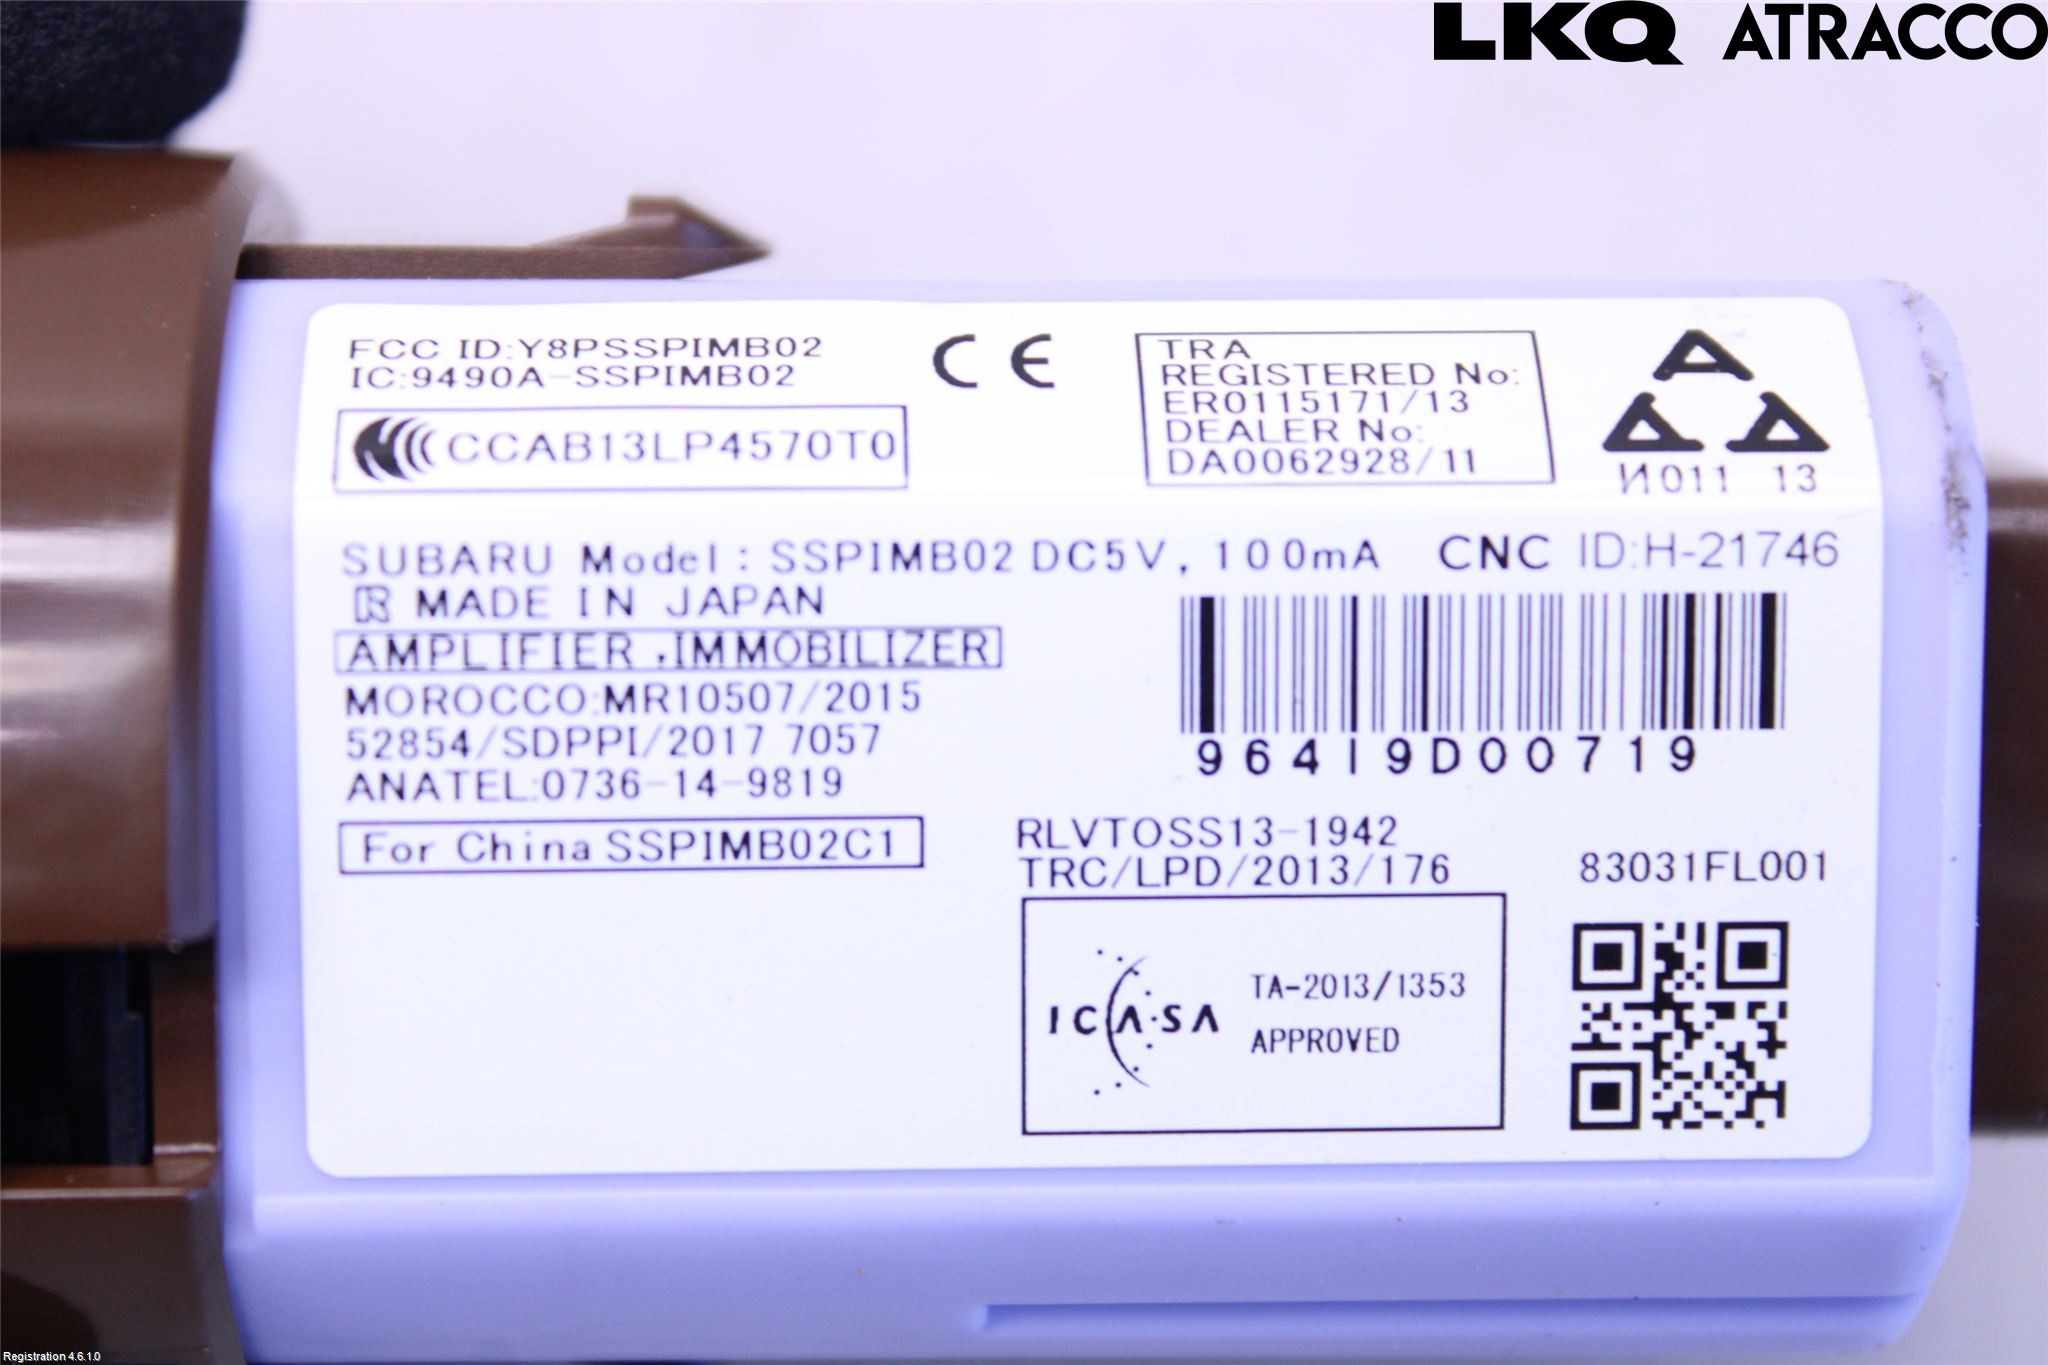 LKQ ATRACCO
FCC ID:Y8PSSPIMB02
IC:9490A-SSPIMB02
CCAB13LP4570T0
CE
TRA
REGISTERED No:
ER0115171/13
DEALER No:
DA0062928/11
И011 13
SUBARU Model: SSPIMB02 DC5V, 100mA CNC ID:H-21746
R MADE IN JAPAN
AMPLIFIER ,IMMOBILIZER
MOROCCO:MR10507/2015
52854/SDPPI/2017 7057
ANATEL:0736-14-9819
964I9D00719
For China SSPIMB02C1
RLVTOSS13-1942
TRC/LPD/2013/176
83031FL001
ICASA
TA-2013/1353
APPROVED
Registration 4.6.1.0